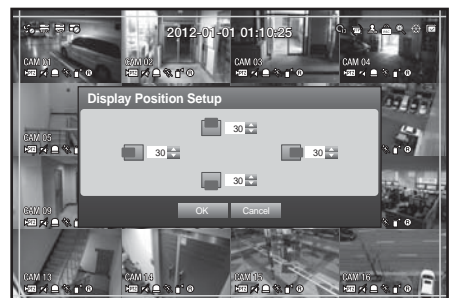 2012-01-01 01:10:25
CAM 01
CAM 02
CAM 03
CAM 04
Display Position Setup
30
30
30
30
OK
Cancel
CAM 05
CAM 09
CAM 13
CAM 14
CAM 15
CAM 16